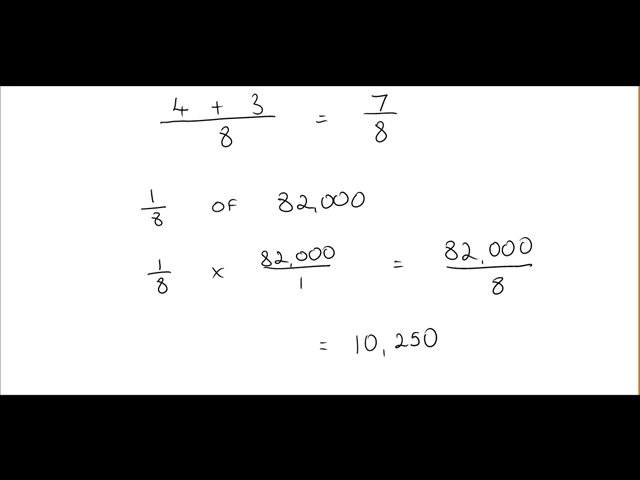 4 + 3 / 8 = 7/8
1/8 OF 82,000
1/8 × 82,000/1 = 82,000/8
= 10,250